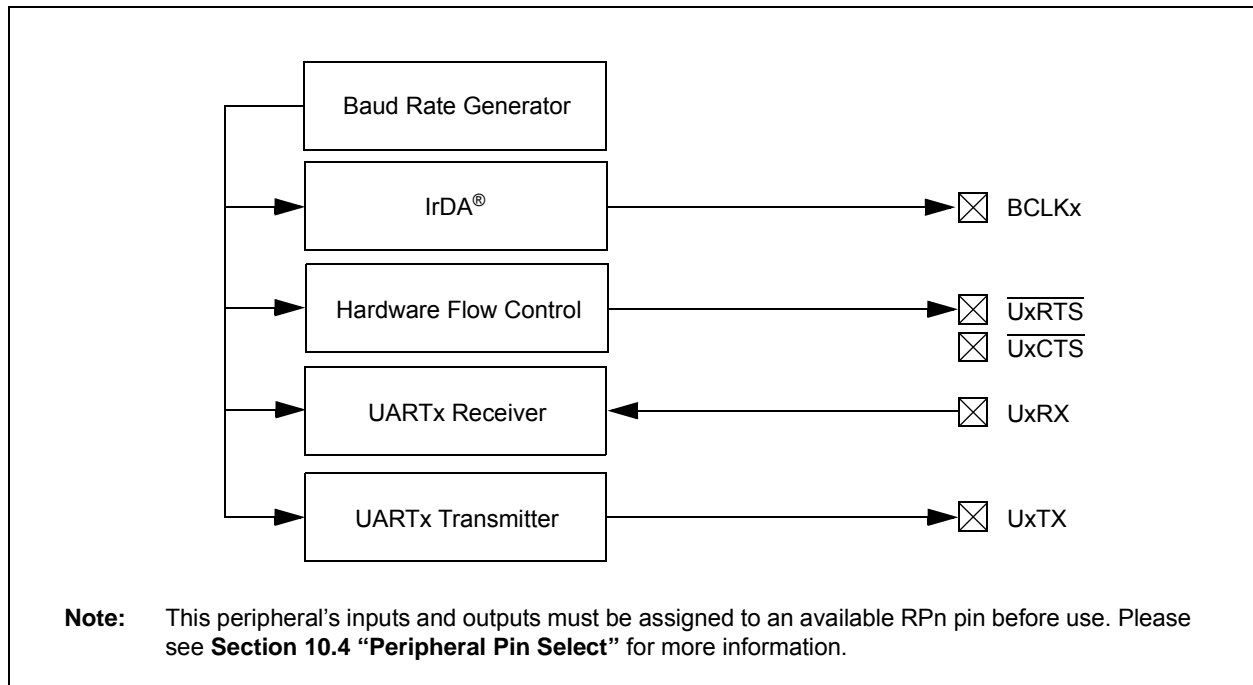 Baud Rate Generator
IrDA®
BCLKx
Hardware Flow Control
UxRTS
UxCTS
UARTx Receiver
UxRX
UARTx Transmitter
UxTX
Note: This peripheral’s inputs and outputs must be assigned to an available RPn pin before use. Please
see Section 10.4 “Peripheral Pin Select” for more information.